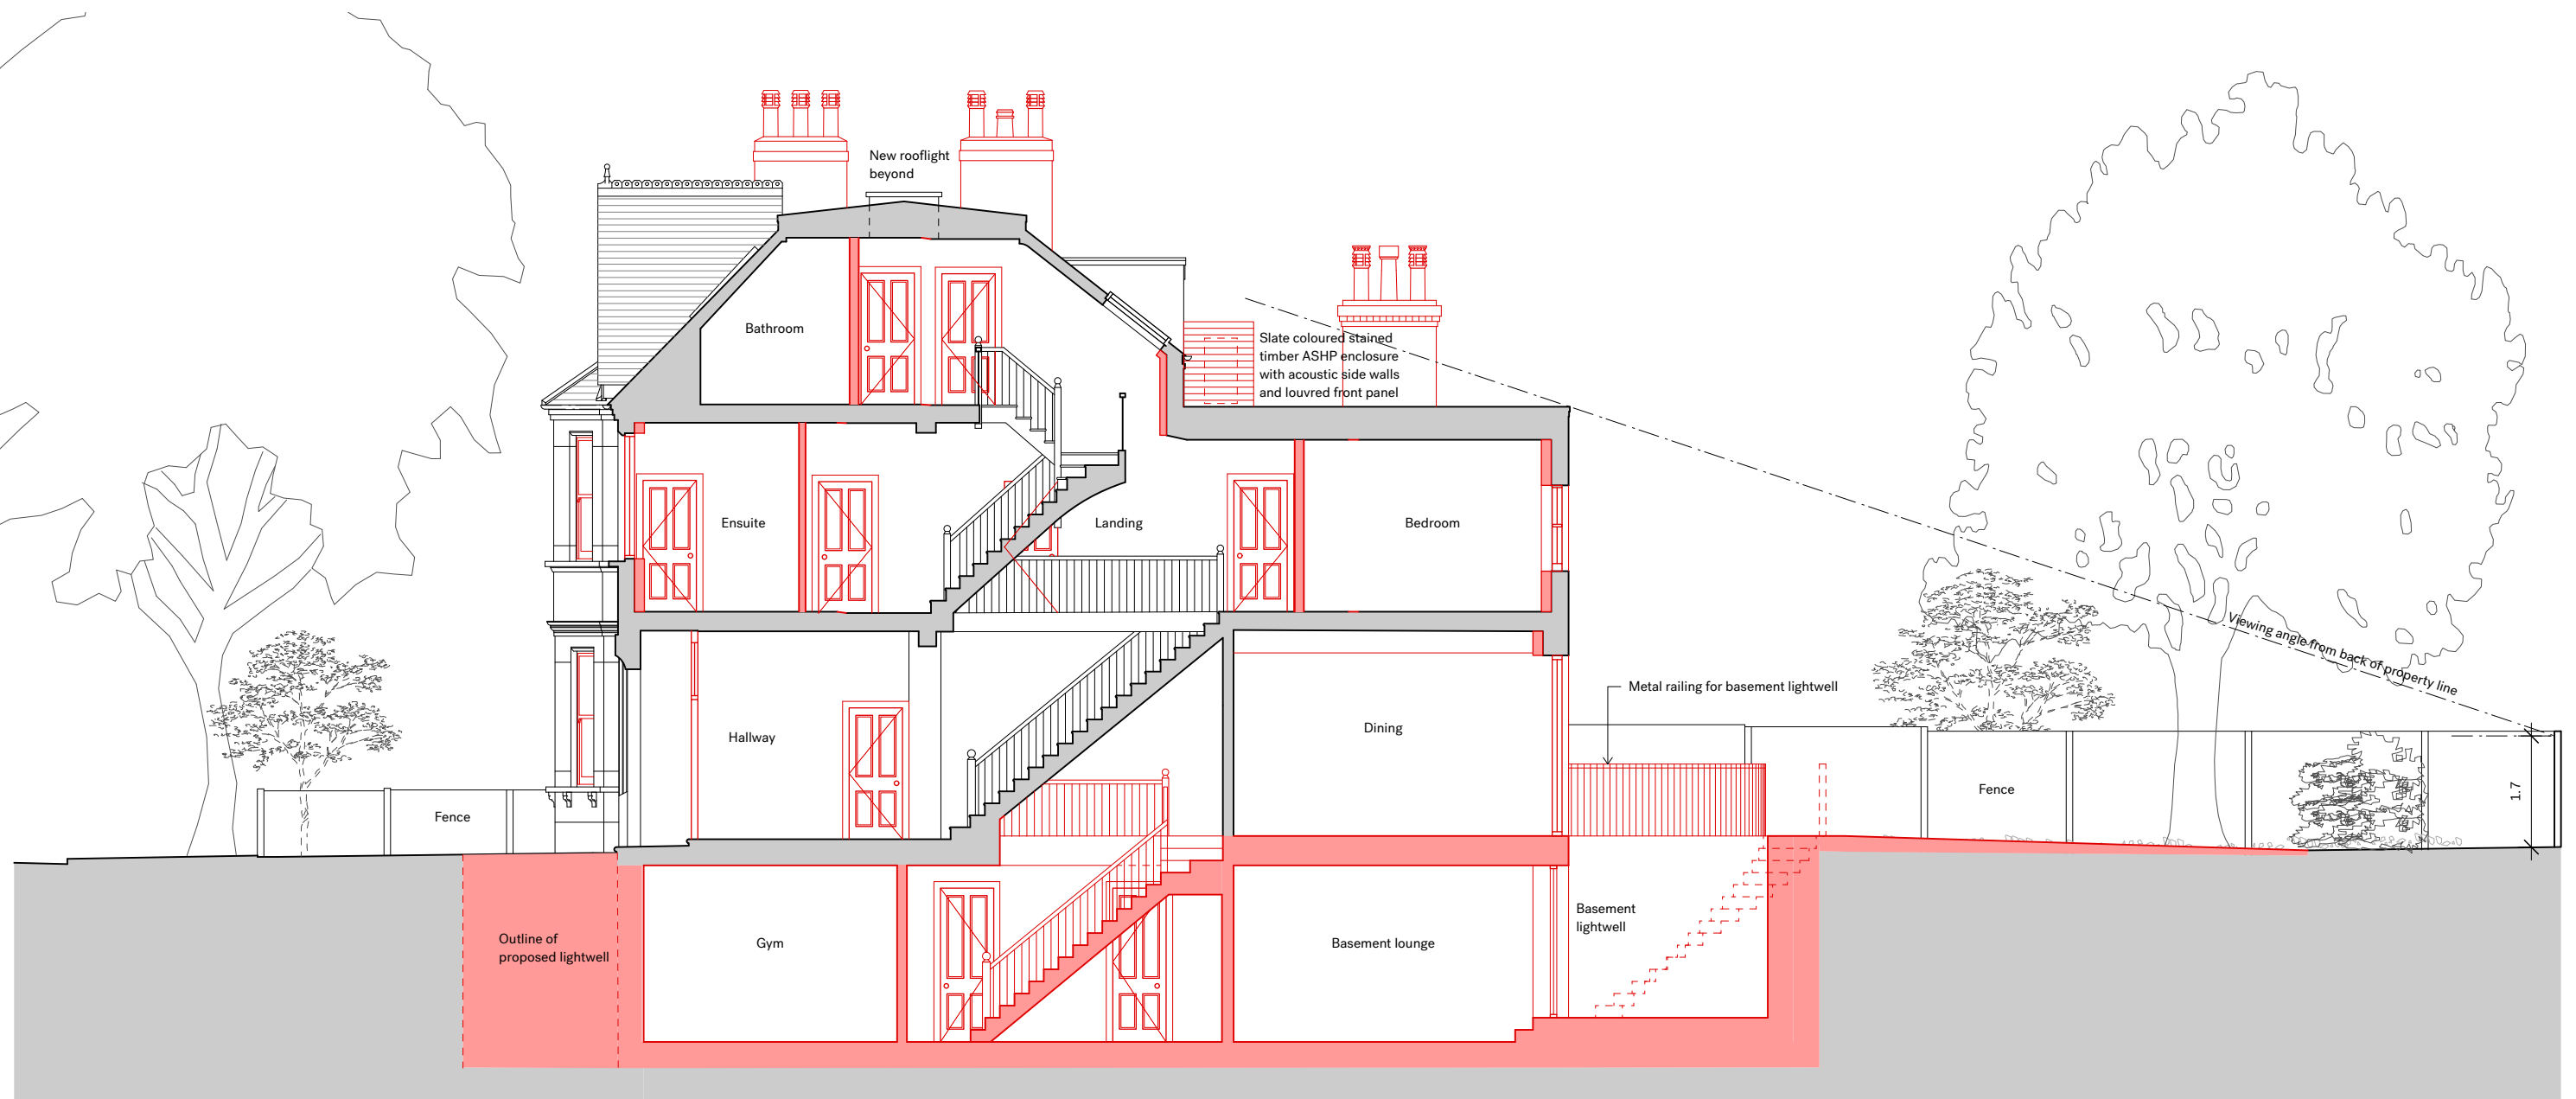 New rooflight
beyond
Bathroom
Slate coloured stained
timber ASHP enclosure
with acoustic side walls
and louvred front panel
Ensuite
Landing
Bedroom
Viewing angle from back of property line
Metal railing for basement lightwell
Hallway
Dining
Fence
Fence
1.7
Outline of
proposed lightwell
Gym
Basement lounge
Basement
lightwell